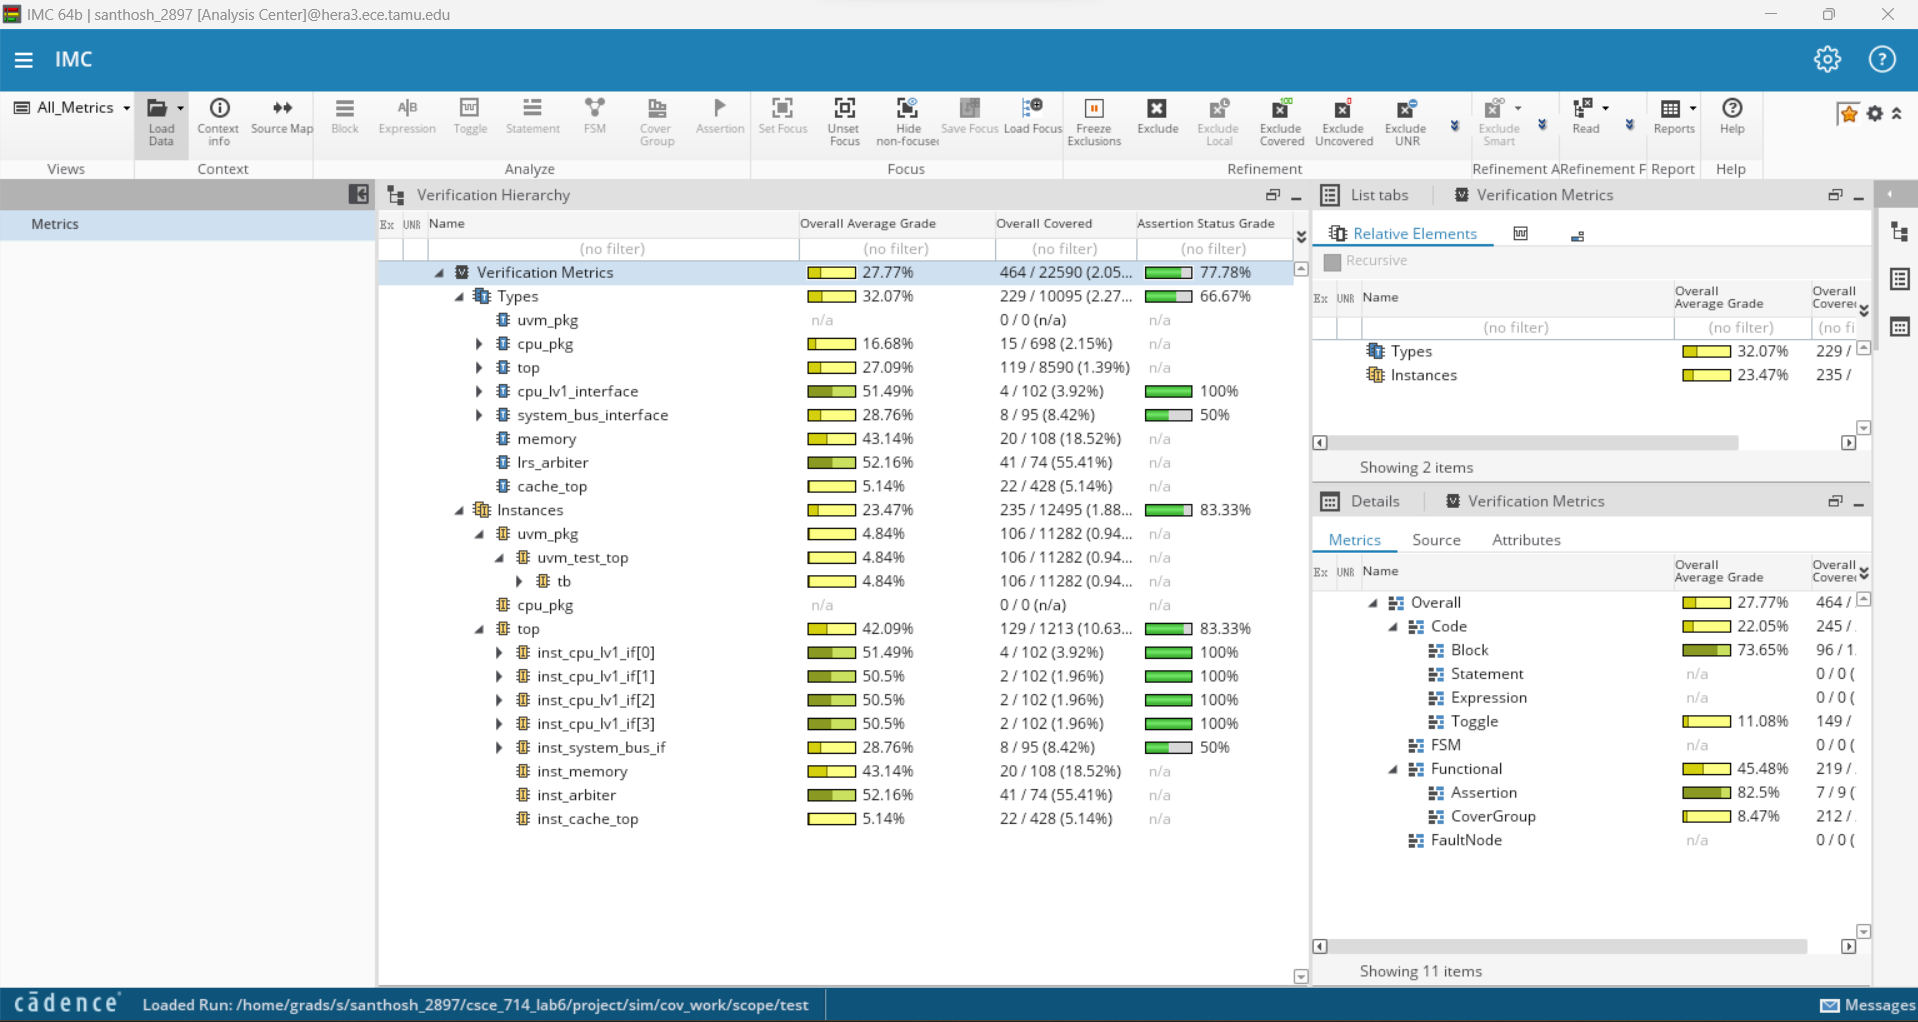 IMC 64b | santhosh_2897 [Analysis Center]@hera3.ece.tamu.edu
IMC
All_Metrics
Load Data
Context info
Source Map
Block
Expression
Toggle
Statement
FSM
Cover Group
Assertion
Set Focus
Unset Focus
Hide non-focused
Save Focus
Load Focus
Freeze Exclusions
Exclude
Exclude Local
Exclude Covered
Exclude Uncovered
Exclude UNR
Exclude Smart
Read
Reports
Help
Views
Context
Analyze
Focus
Refinement
Refinement A
Refinement F
Report
Help
Metrics
Verification Hierarchy
Ex UNR Name Overall Average Grade Overall Covered Assertion Status Grade
(no filter) (no filter) (no filter) (no filter)
Verification Metrics 27.77% 464 / 22590 (2.05... 77.78%
Types 32.07% 229 / 10095 (2.27... 66.67%
uvm_pkg n/a 0 / 0 (n/a) n/a
cpu_pkg 16.68% 15 / 698 (2.15%) n/a
top 27.09% 119 / 8590 (1.39%) n/a
cpu_lv1_interface 51.49% 4 / 102 (3.92%) 100%
system_bus_interface 28.76% 8 / 95 (8.42%) 50%
memory 43.14% 20 / 108 (18.52%) n/a
lrs_arbiter 52.16% 41 / 74 (55.41%) n/a
cache_top 5.14% 22 / 428 (5.14%) n/a
Instances 23.47% 235 / 12495 (1.88... 83.33%
uvm_pkg 4.84% 106 / 11282 (0.94... n/a
uvm_test_top 4.84% 106 / 11282 (0.94... n/a
tb 4.84% 106 / 11282 (0.94... n/a
cpu_pkg n/a 0 / 0 (n/a) n/a
top 42.09% 129 / 1213 (10.63... 83.33%
inst_cpu_lv1_if[0] 51.49% 4 / 102 (3.92%) 100%
inst_cpu_lv1_if[1] 50.5% 2 / 102 (1.96%) 100%
inst_cpu_lv1_if[2] 50.5% 2 / 102 (1.96%) 100%
inst_cpu_lv1_if[3] 50.5% 2 / 102 (1.96%) 100%
inst_system_bus_if 28.76% 8 / 95 (8.42%) 50%
inst_memory 43.14% 20 / 108 (18.52%) n/a
inst_arbiter 52.16% 41 / 74 (55.41%) n/a
inst_cache_top 5.14% 22 / 428 (5.14%) n/a
List tabs Verification Metrics
Relative Elements
Recursive
Ex UNR Name Overall Average Grade Overall Covere
(no filter) (no filter) (no fi
Types 32.07% 229 /
Instances 23.47% 235 /
Showing 2 items
Details Verification Metrics
Metrics Source Attributes
Ex UNR Name Overall Average Grade Overall Covere
Overall 27.77% 464 /
Code 22.05% 245 /
Block 73.65% 96 / 1
Statement n/a 0 / 0 (
Expression n/a 0 / 0 (
Toggle 11.08% 149 /
FSM n/a 0 / 0 (
Functional 45.48% 219 /
Assertion 82.5% 7 / 9 (
CoverGroup 8.47% 212 /
FaultNode n/a 0 / 0 (
Showing 11 items
cādence Loaded Run: /home/grads/s/santhosh_2897/csce_714_lab6/project/sim/cov_work/scope/test
Messages